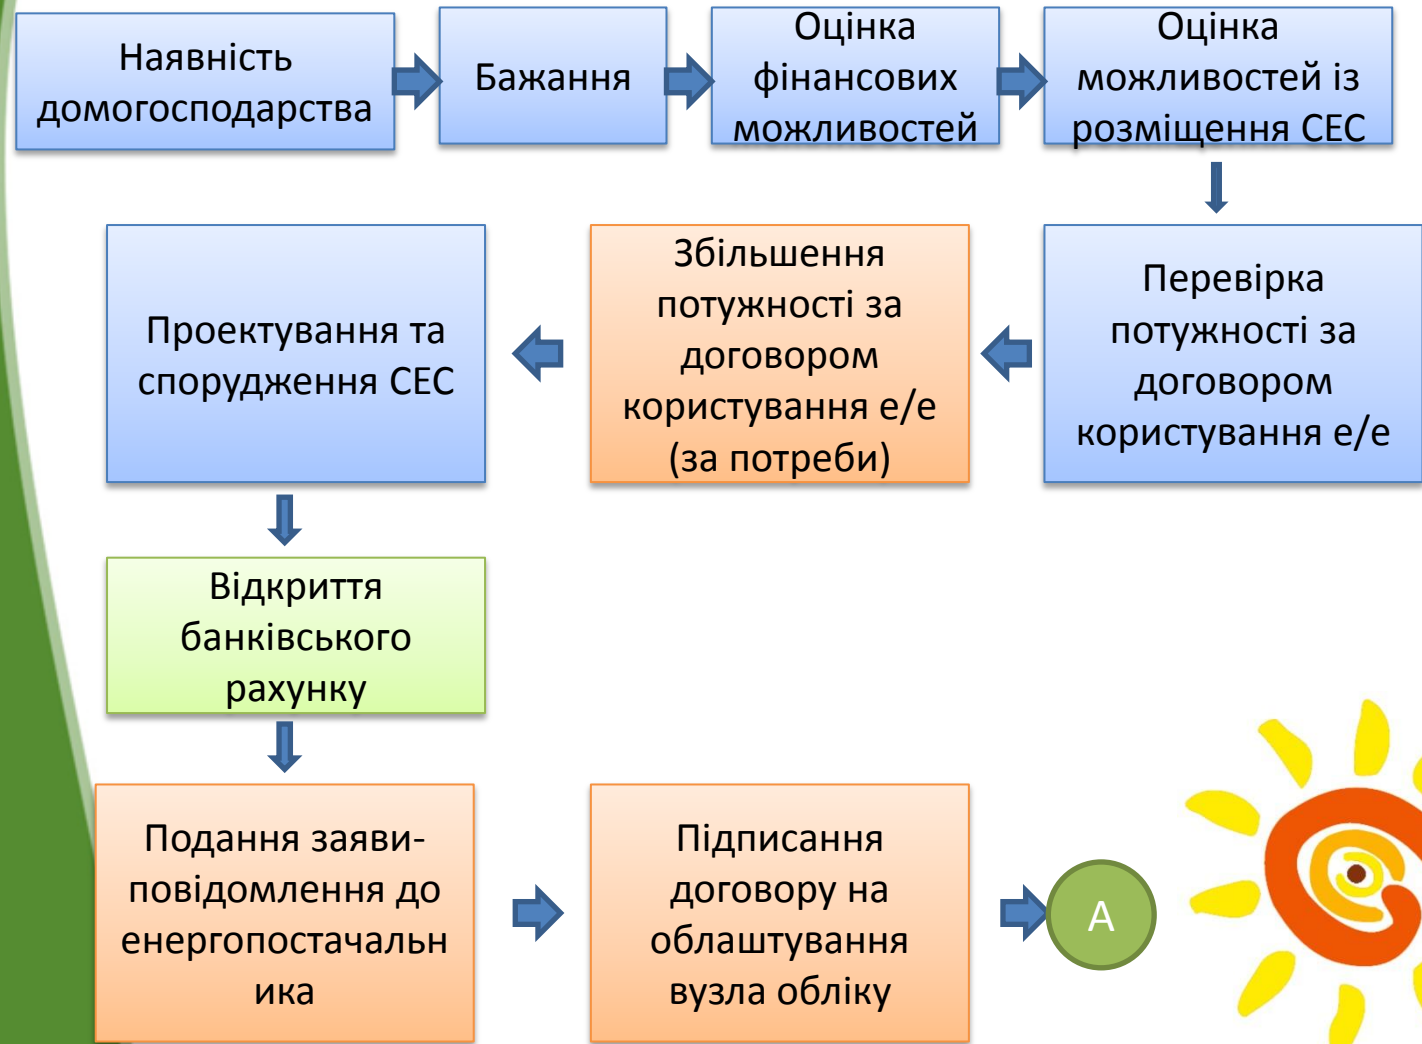 Наявність
домогосподарства
Бажання
Оцінка
фінансових
можливостей
Оцінка
можливостей із
розміщення СЕС
Перевірка
потужності за
договором
користування е/е
Збільшення
потужності за
договором
користування е/е
(за потреби)
Проектування та
спорудження СЕС
Відкриття
банківського
рахунку
Подання заяви-
повідомлення до
енергопостачальн
ика
Підписання
договору на
облаштування
вузла обліку
А